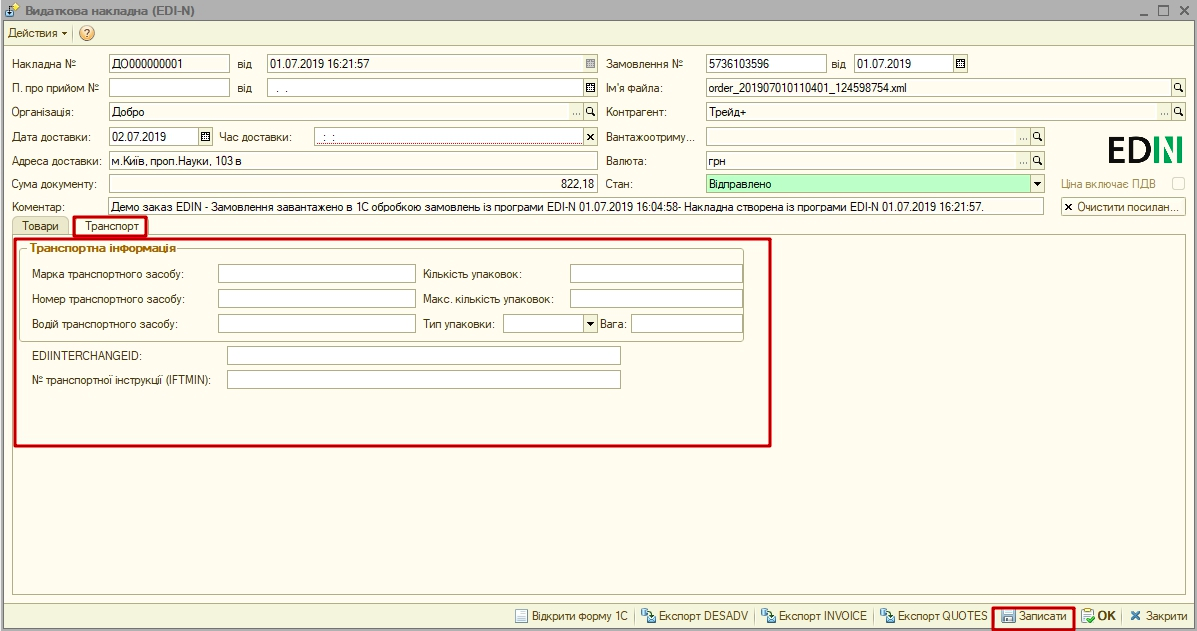 Видаткова накладна (EDI-N)
Действия
Накладна № ДО000000001 від 01.07.2019 16:21:57 Замовлення № 5736103596 від 01.07.2019
П. про прийом № від . . Ім'я файла: order_201907010110401_124598754.xml
Організація: Добро ... Контрагент: Трейд+ ...
Дата доставки: 02.07.2019 Час доставки: : : Вантажоотриму... ...
EDIN
Адреса доставки: м.Київ, проп.Науки, 103 в Валюта: грн ...
Сума документу: 822,18 Стан: Відправлено Ціна включає ПДВ
Коментар: Демо заказ EDIN - Замовлення завантажено в 1С обробкою замовлень із програми EDI-N 01.07.2019 16:04:58- Накладна створена із програми EDI-N 01.07.2019 16:21:57. Очистити посилан...
Товари Транспорт
Транспортна інформація
Марка транспортного засобу: Кількість упаковок:
Номер транспортного засобу: Макс. кількість упаковок:
Водій транспортного засобу: Тип упаковки: Вага:
EDIINTERCHANGEID:
№ транспортної інструкції (IFTMIN):
Відкрити форму 1С Експорт DESADV Експорт INVOICE Експорт QUOTES Записати OK Закрити